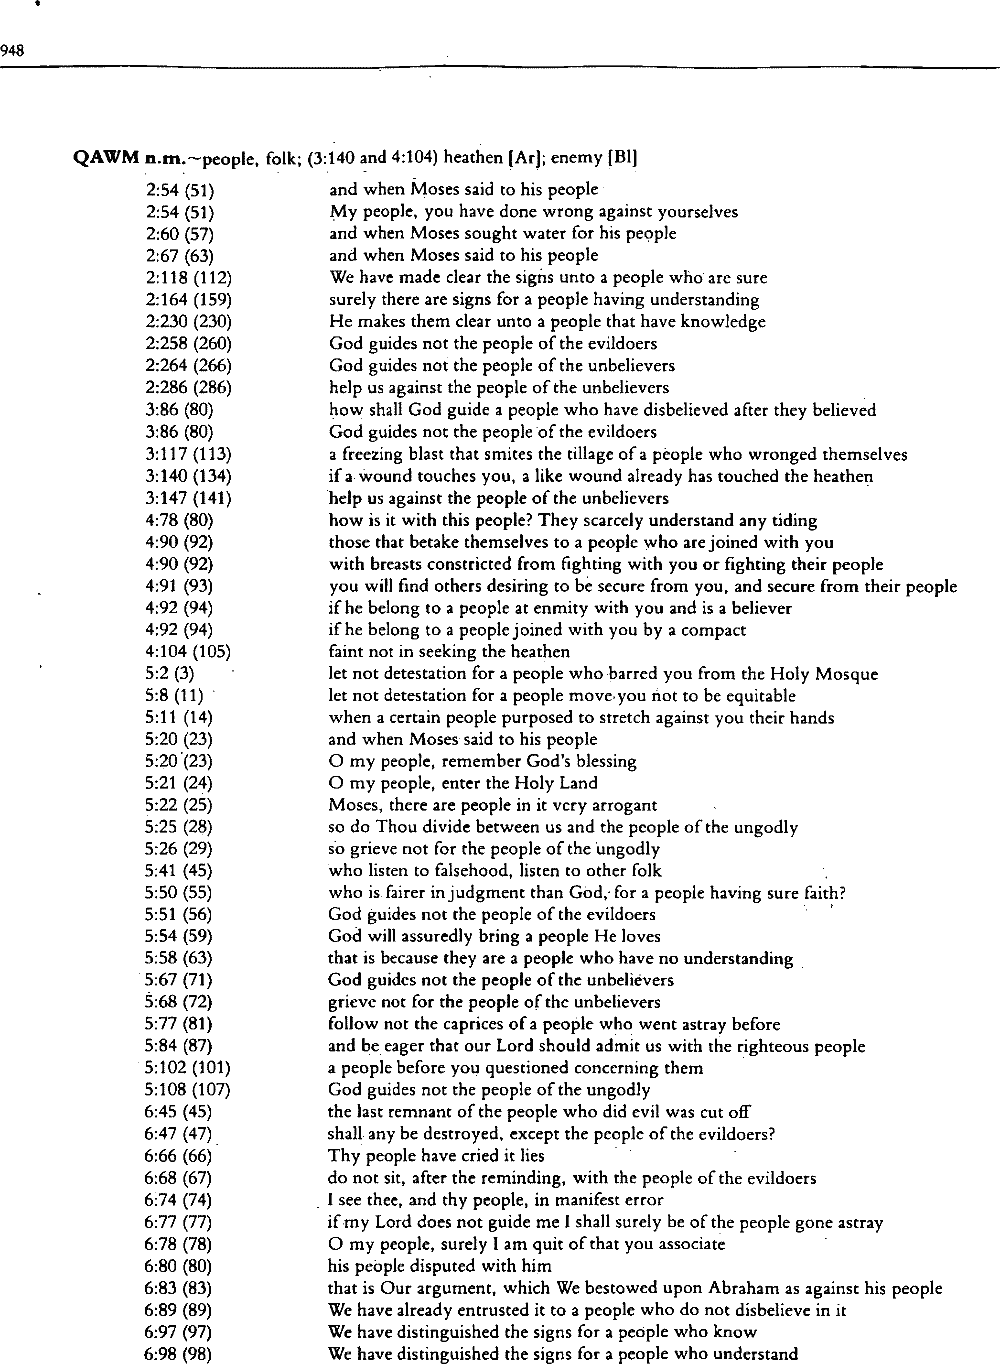 948
QAWM n.m.~people, folk; (3:140 and 4:104) heathen [Ar]; enemy [Bl]
2:54 (51) and when Moses said to his people
2:54 (51) My people, you have done wrong against yourselves
2:60 (57) and when Moses sought water for his people
2:67 (63) and when Moses said to his people
2:118 (112) We have made clear the signs unto a people who are sure
2:164 (159) surely there are signs for a people having understanding
2:230 (230) He makes them clear unto a people that have knowledge
2:258 (260) God guides not the people of the evildoers
2:264 (266) God guides not the people of the unbelievers
2:286 (286) help us against the people of the unbelievers
3:86 (80) how shall God guide a people who have disbelieved after they believed
3:86 (80) God guides not the people of the evildoers
3:117 (113) a freezing blast that smites the tillage of a people who wronged themselves
3:140 (134) if a wound touches you, a like wound already has touched the heathen
3:147 (141) help us against the people of the unbelievers
4:78 (80) how is it with this people? They scarcely understand any tiding
4:90 (92) those that betake themselves to a people who are joined with you
4:90 (92) with breasts constricted from fighting with you or fighting their people
4:91 (93) you will find others desiring to be secure from you, and secure from their people
4:92 (94) if he belong to a people at enmity with you and is a believer
4:92 (94) if he belong to a people joined with you by a compact
4:104 (105) faint not in seeking the heathen
5:2 (3) let not detestation for a people who barred you from the Holy Mosque
5:8 (11) let not detestation for a people move you not to be equitable
5:11 (14) when a certain people purposed to stretch against you their hands
5:20 (23) and when Moses said to his people
5:20 (23) O my people, remember God's blessing
5:21 (24) O my people, enter the Holy Land
5:22 (25) Moses, there are people in it very arrogant
5:25 (28) so do Thou divide between us and the people of the ungodly
5:26 (29) so grieve not for the people of the ungodly
5:41 (45) who listen to falsehood, listen to other folk
5:50 (55) who is fairer in judgment than God, for a people having sure faith?
5:51 (56) God guides not the people of the evildoers
5:54 (59) God will assuredly bring a people He loves
5:58 (63) that is because they are a people who have no understanding
5:67 (71) God guides not the people of the unbelievers
5:68 (72) grieve not for the people of the unbelievers
5:77 (81) follow not the caprices of a people who went astray before
5:84 (87) and be eager that our Lord should admit us with the righteous people
5:102 (101) a people before you questioned concerning them
5:108 (107) God guides not the people of the ungodly
6:45 (45) the last remnant of the people who did evil was cut off
6:47 (47) shall any be destroyed, except the people of the evildoers?
6:66 (66) Thy people have cried it lies
6:68 (67) do not sit, after the reminding, with the people of the evildoers
6:74 (74) I see thee, and thy people, in manifest error
6:77 (77) if my Lord does not guide me I shall surely be of the people gone astray
6:78 (78) O my people, surely I am quit of that you associate
6:80 (80) his people disputed with him
6:83 (83) that is Our argument, which We bestowed upon Abraham as against his people
6:89 (89) We have already entrusted it to a people who do not disbelieve in it
6:97 (97) We have distinguished the signs for a people who know
6:98 (98) We have distinguished the signs for a people who understand